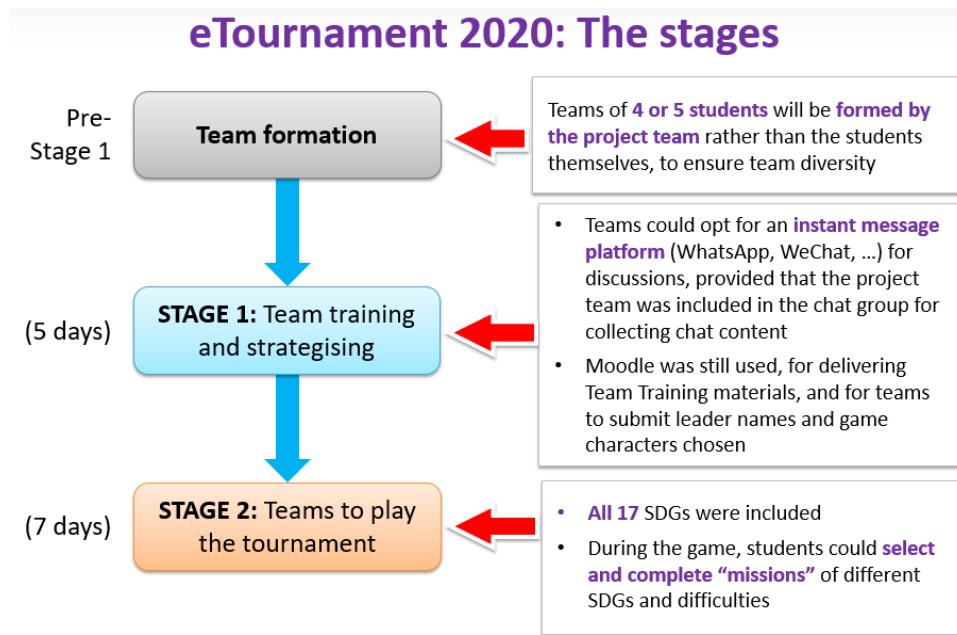 eTournament 2020: The stages
Pre-
Stage 1
Team formation
Teams of 4 or 5 students will be formed by
the project team rather than the students
themselves, to ensure team diversity
(5 days)
STAGE 1: Team training
and strategising
• Teams could opt for an instant message
platform (WhatsApp, WeChat, …) for
discussions, provided that the project
team was included in the chat group for
collecting chat content
• Moodle was still used, for delivering
Team Training materials, and for teams
to submit leader names and game
characters chosen
(7 days)
STAGE 2: Teams to play
the tournament
• All 17 SDGs were included
• During the game, students could select
and complete “missions” of different
SDGs and difficulties